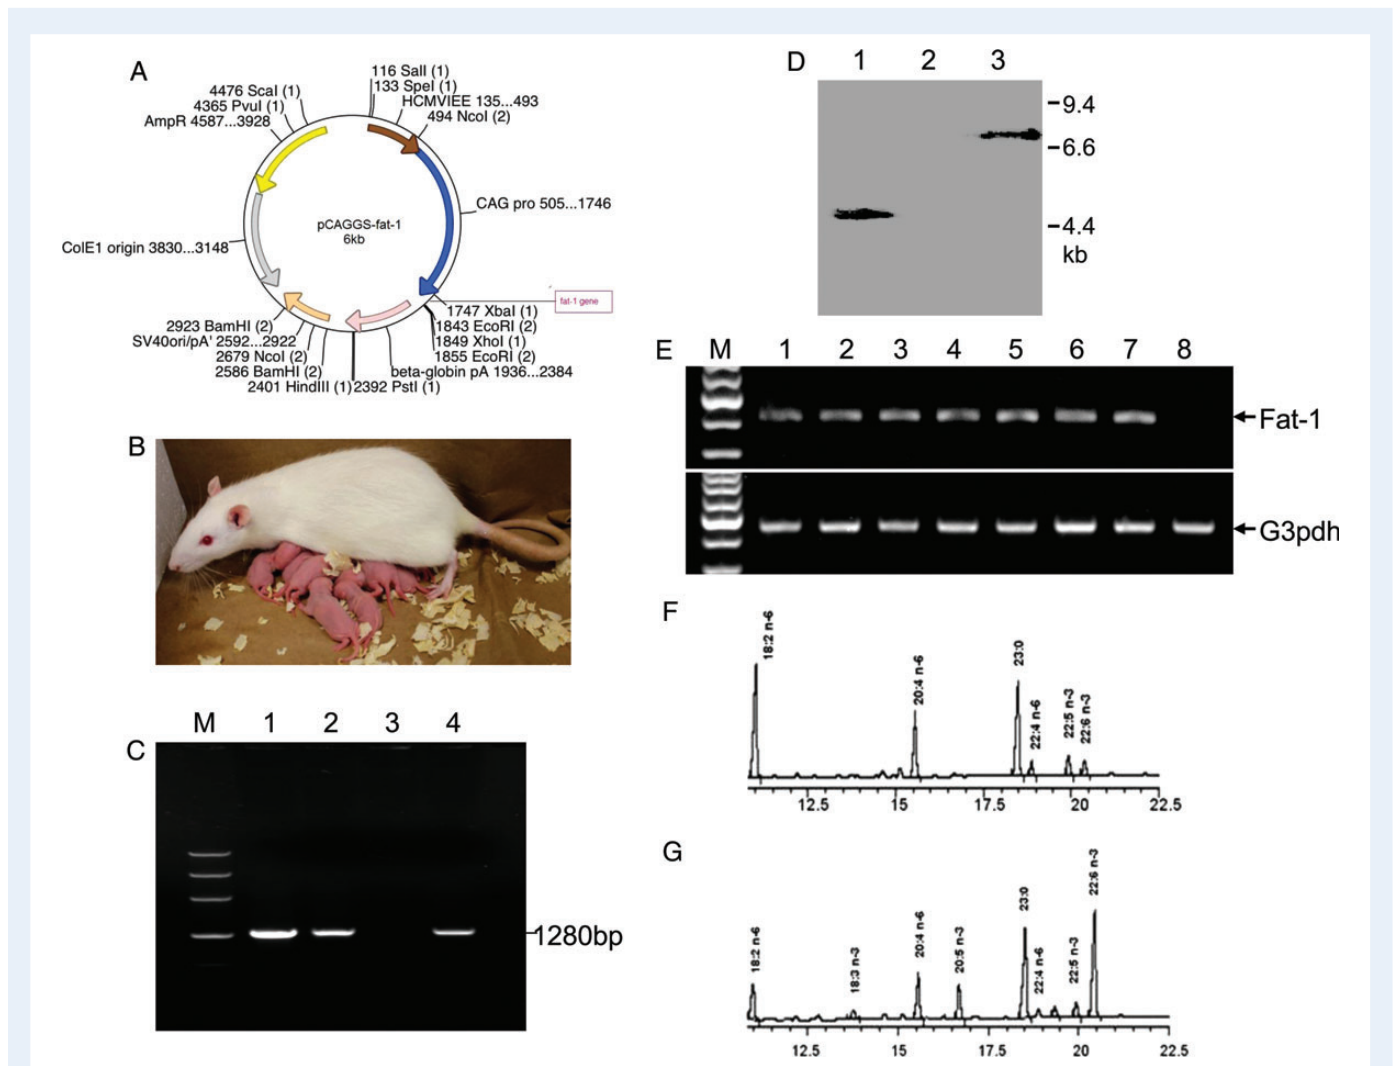 A
116 SalI (1)
133 SpeI (1)
HCMVIEE 135...493
494 NcoI (2)
4476 ScaI (1)
4365 PvuI (1)
AmpR 4587...3928
CAG pro 505...1746
pCAGGS-fat-1
6kb
ColE1 origin 3830...3148
fat-1 gene
1747 XbaI (1)
1843 EcoRI (2)
1849 XhoI (1)
1855 EcoRI (2)
beta-globin pA 1936...2384
2923 BamHI (2)
SV40ori/pA' 2592...2922
2679 NcoI (2)
2586 BamHI (2)
2401 HindIII (1) 2392 PstI (1)
B
C
M 1 2 3 4
1280bp
D 1 2 3
9.4
6.6
4.4
kb
E M 1 2 3 4 5 6 7 8
Fat-1
G3pdh
F
18:2 n-6
20:4 n-6
23:0
22:4 n-6
22:5 n-3
22:6 n-3
12.5 15 17.5 20 22.5
G
18:2 n-6
18:3 n-3
20:4 n-6
20:5 n-3
23:0
22:4 n-6
22:5 n-3
22:6 n-3
12.5 15 17.5 20 22.5